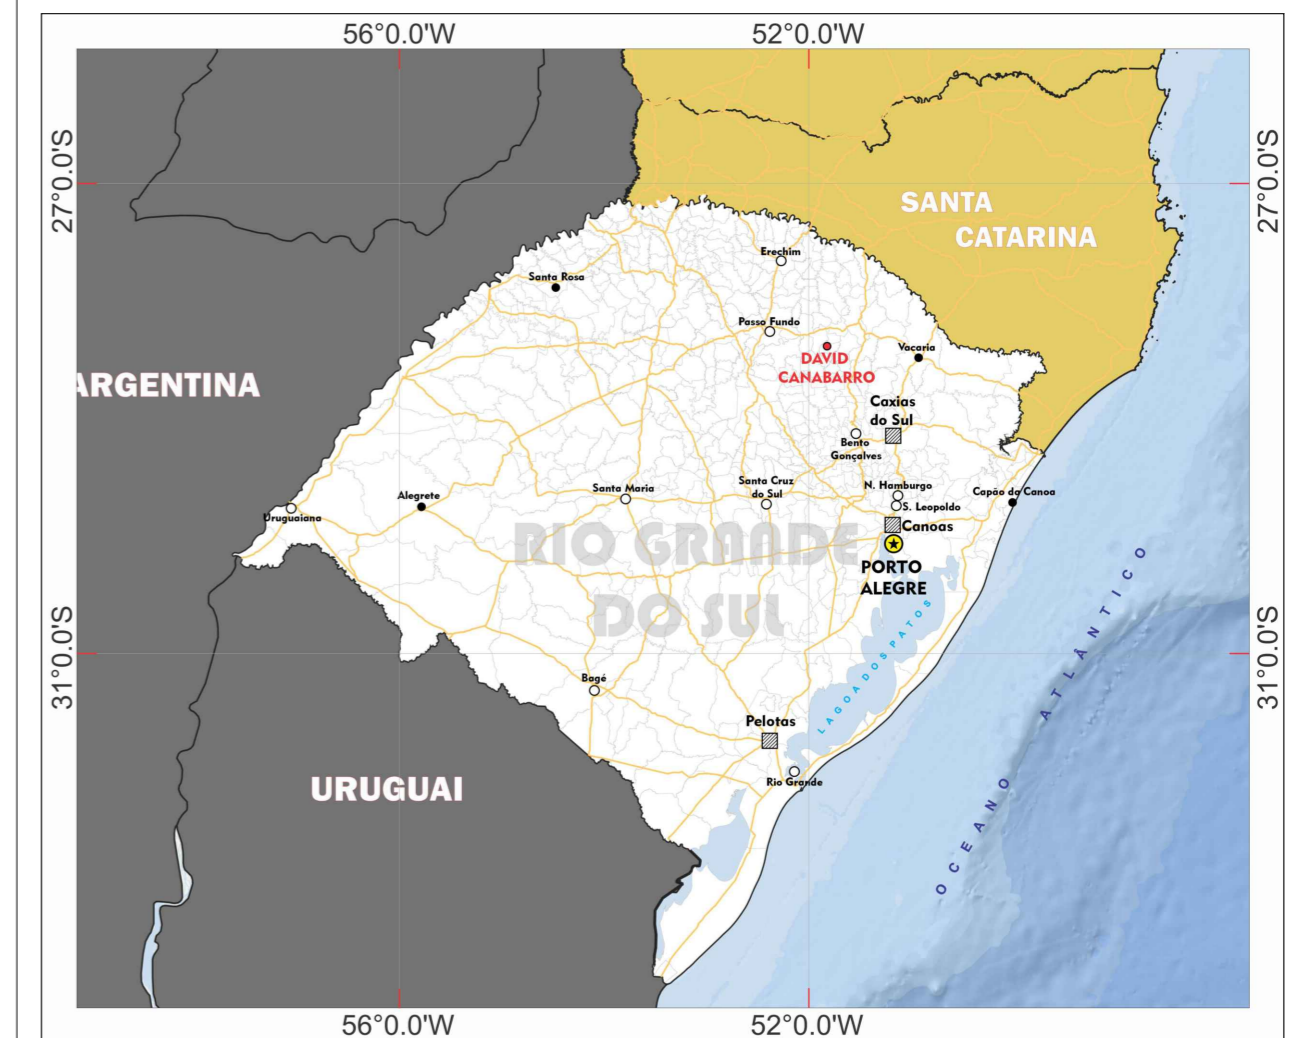 56°0.0'W
52°0.0'W
27°0.0'S
27°0.0'S
SANTA
CATARINA
Erechim
Santa Rosa
Passo Fundo
DAVID
CANABARRO
Vacaria
ARGENTINA
Caxias
do Sul
Bento
Gonçalves
Santa Maria
Santa Cruz
do Sul
N. Hamburgo
Capão da Canoa
Alegrete
S. Leopoldo
Uruguaiana
Canoas
RIO GRANDE
DO SUL
PORTO
ALEGRE
LAGOA DOS PATOS
OCEANO ATLÂNTICO
31°0.0'S
31°0.0'S
Bagé
Pelotas
Rio Grande
URUGUAI
56°0.0'W
52°0.0'W